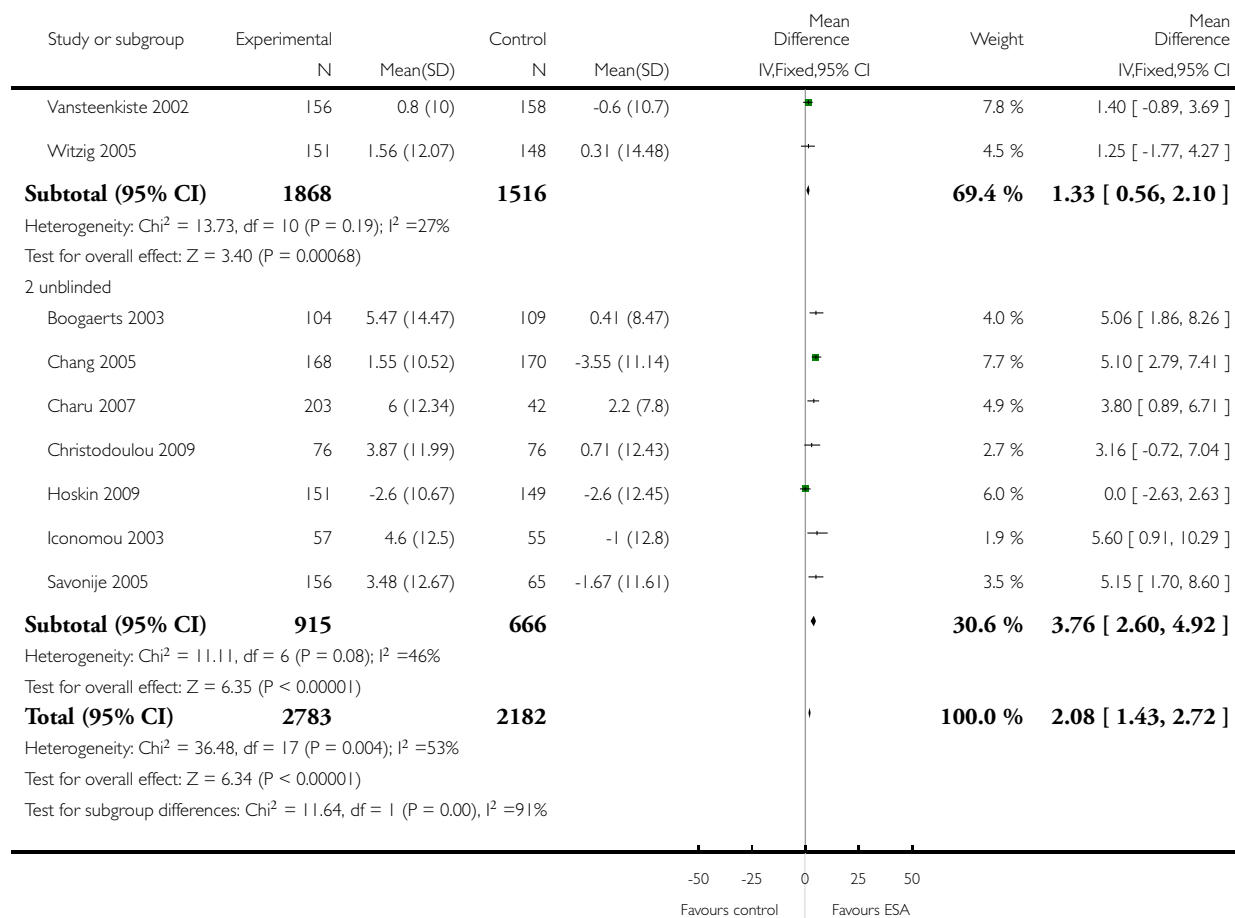 Study or subgroup Experimental Control Mean Difference Weight Mean Difference
N Mean(SD) N Mean(SD) IV,Fixed,95% CI IV,Fixed,95% CI
Vansteenkiste 2002 156 0.8 (10) 158 -0.6 (10.7) 7.8 % 1.40 [ -0.89, 3.69 ]
Witzig 2005 151 1.56 (12.07) 148 0.31 (14.48) 4.5 % 1.25 [ -1.77, 4.27 ]
Subtotal (95% CI) 1868 1516 69.4 % 1.33 [ 0.56, 2.10 ]
Heterogeneity: Chi² = 13.73, df = 10 (P = 0.19); I² =27%
Test for overall effect: Z = 3.40 (P = 0.00068)
2 unblinded
Boogaerts 2003 104 5.47 (14.47) 109 0.41 (8.47) 4.0 % 5.06 [ 1.86, 8.26 ]
Chang 2005 168 1.55 (10.52) 170 -3.55 (11.14) 7.7 % 5.10 [ 2.79, 7.41 ]
Charu 2007 203 6 (12.34) 42 2.2 (7.8) 4.9 % 3.80 [ 0.89, 6.71 ]
Christodoulou 2009 76 3.87 (11.99) 76 0.71 (12.43) 2.7 % 3.16 [ -0.72, 7.04 ]
Hoskin 2009 151 -2.6 (10.67) 149 -2.6 (12.45) 6.0 % 0.0 [ -2.63, 2.63 ]
Iconomou 2003 57 4.6 (12.5) 55 -1 (12.8) 1.9 % 5.60 [ 0.91, 10.29 ]
Savonije 2005 156 3.48 (12.67) 65 -1.67 (11.61) 3.5 % 5.15 [ 1.70, 8.60 ]
Subtotal (95% CI) 915 666 30.6 % 3.76 [ 2.60, 4.92 ]
Heterogeneity: Chi² = 11.11, df = 6 (P = 0.08); I² =46%
Test for overall effect: Z = 6.35 (P < 0.00001)
Total (95% CI) 2783 2182 100.0 % 2.08 [ 1.43, 2.72 ]
Heterogeneity: Chi² = 36.48, df = 17 (P = 0.004); I² =53%
Test for overall effect: Z = 6.34 (P < 0.00001)
Test for subgroup differences: Chi² = 11.64, df = 1 (P = 0.00), I² =91%
-50 -25 0 25 50
Favours control Favours ESA